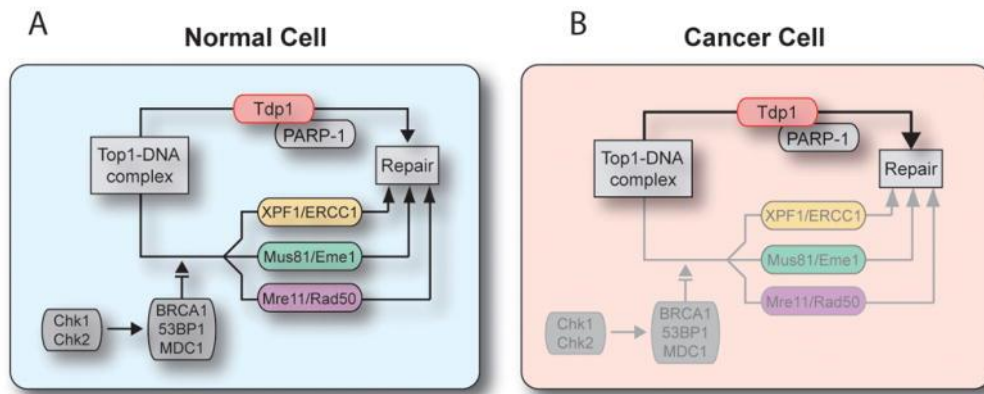 A
Normal Cell
Tdp1
PARP-1
Top1-DNA
complex
Repair
XPF1/ERCC1
Mus81/Eme1
Mre11/Rad50
Chk1
Chk2
BRCA1
53BP1
MDC1
B
Cancer Cell
Tdp1
PARP-1
Top1-DNA
complex
Repair
XPF1/ERCC1
Mus81/Eme1
Mre11/Rad50
Chk1
Chk2
BRCA1
53BP1
MDC1